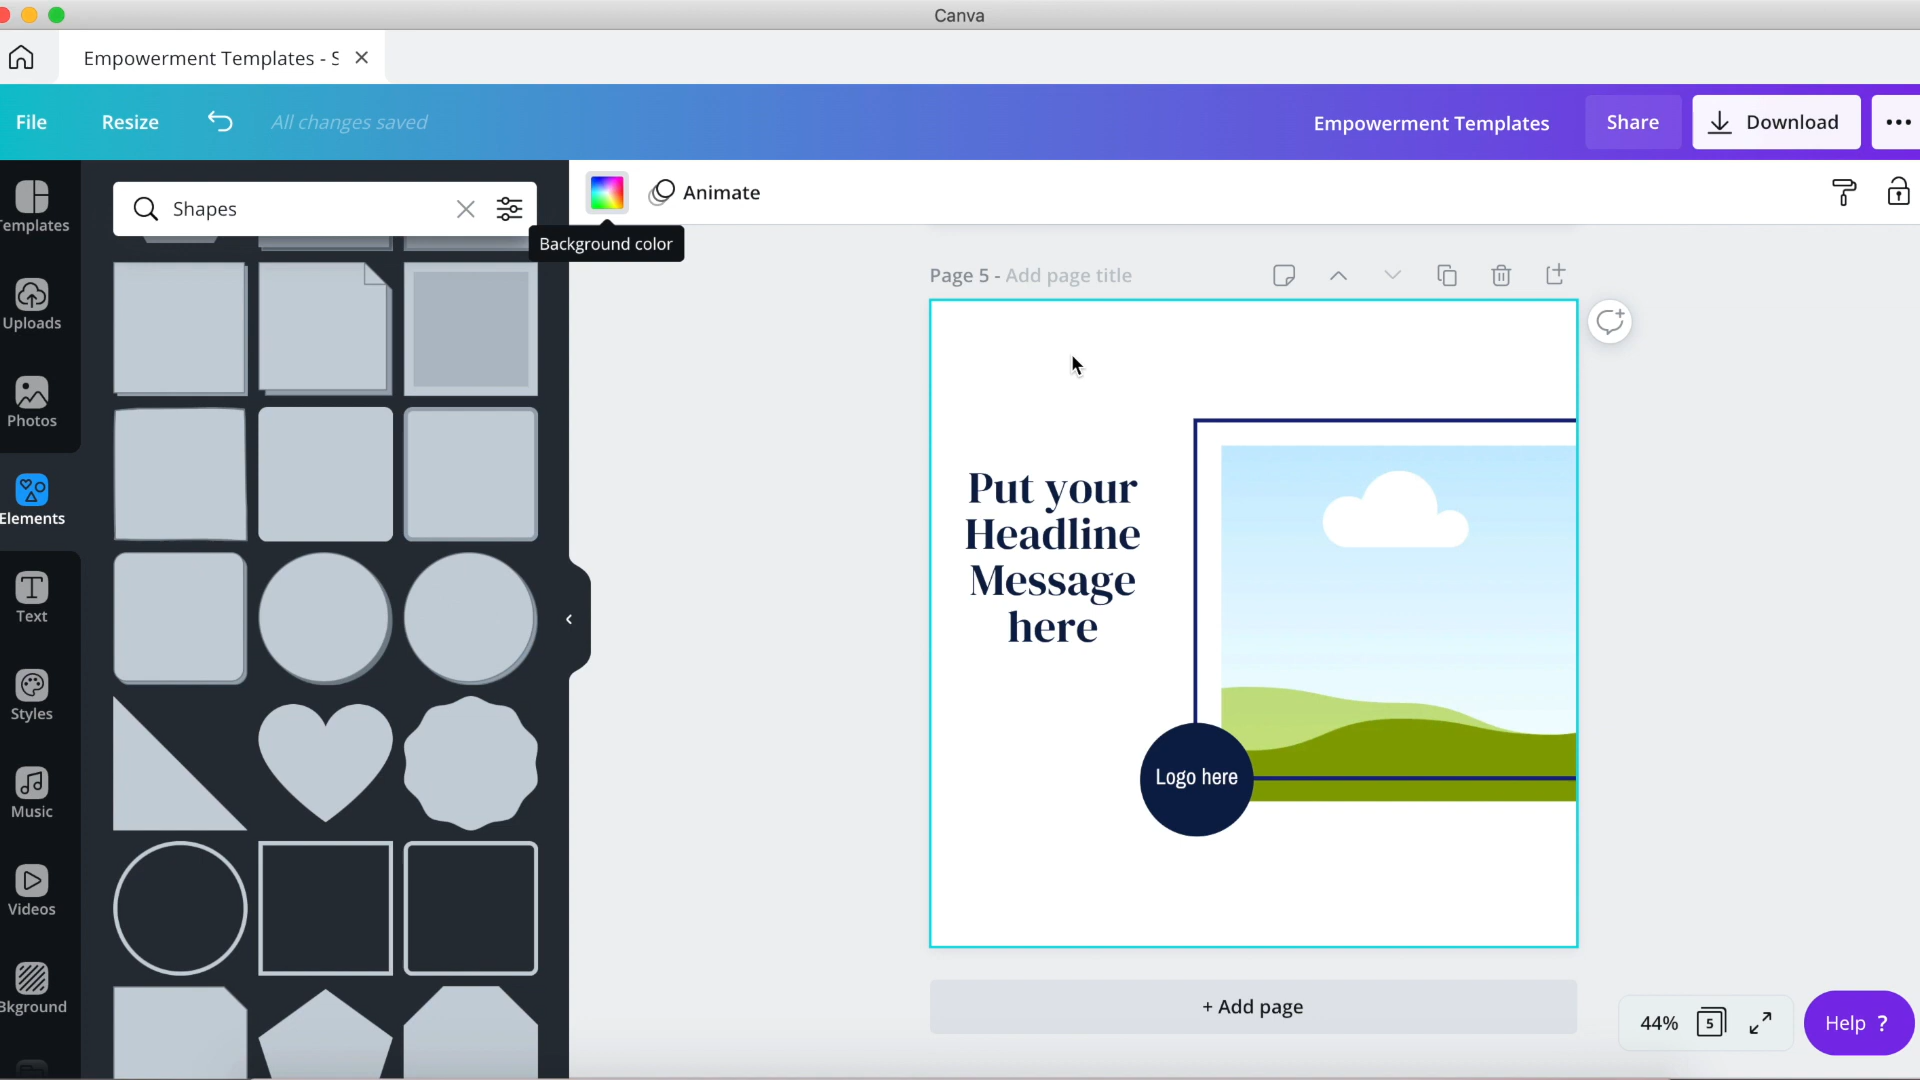 Canva
Empowerment Templates - S
File
Resize
All changes saved
Empowerment Templates
Share
Download
Templates
Uploads
Photos
Elements
Text
Styles
Music
Videos
Bkground
Shapes
Animate
Background color
Page 5 - Add page title
Put your
Headline
Message
here
Logo here
+ Add page
44%
5
Help ?